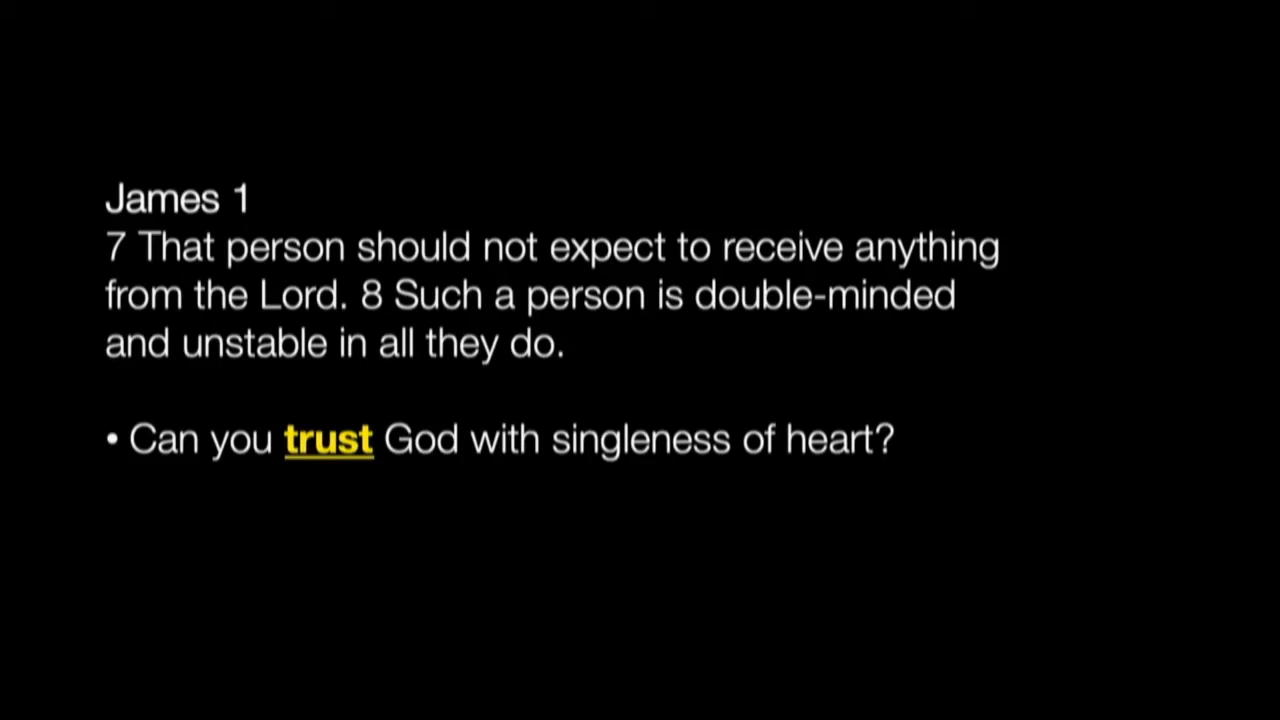 James 1
7 That person should not expect to receive anything
from the Lord. 8 Such a person is double-minded
and unstable in all they do.
• Can you trust God with singleness of heart?